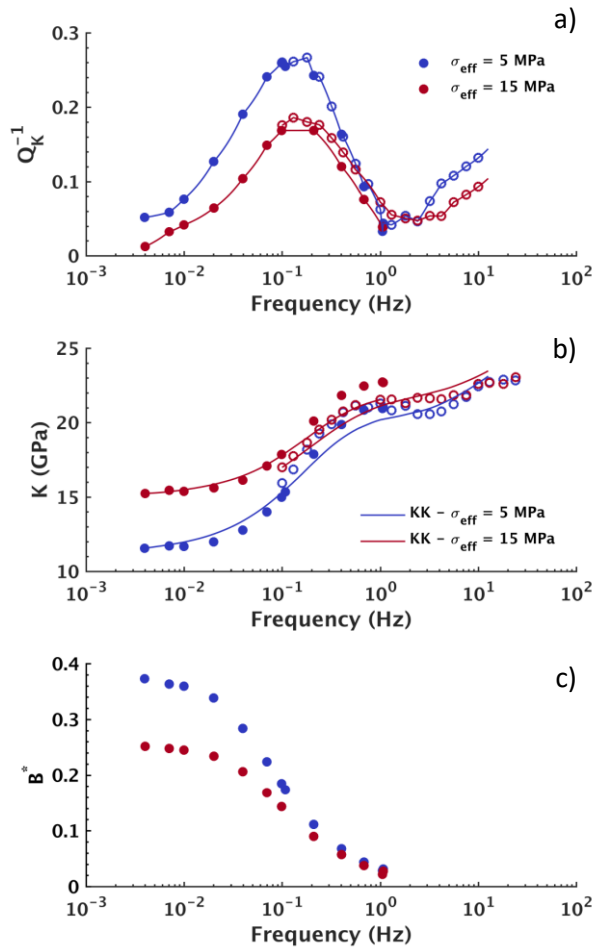 a)
0.3
0.2
0.1
0
Q_K^{-1}
σ_eff = 5 MPa
σ_eff = 15 MPa
10^{-3} 10^{-2} 10^{-1} 10^0 10^1 10^2
Frequency (Hz)
b)
25
20
15
10
K (GPa)
KK - σ_eff = 5 MPa
KK - σ_eff = 15 MPa
10^{-3} 10^{-2} 10^{-1} 10^0 10^1 10^2
Frequency (Hz)
c)
0.4
0.3
0.2
0.1
0
B*
10^{-3} 10^{-2} 10^{-1} 10^0 10^1 10^2
Frequency (Hz)